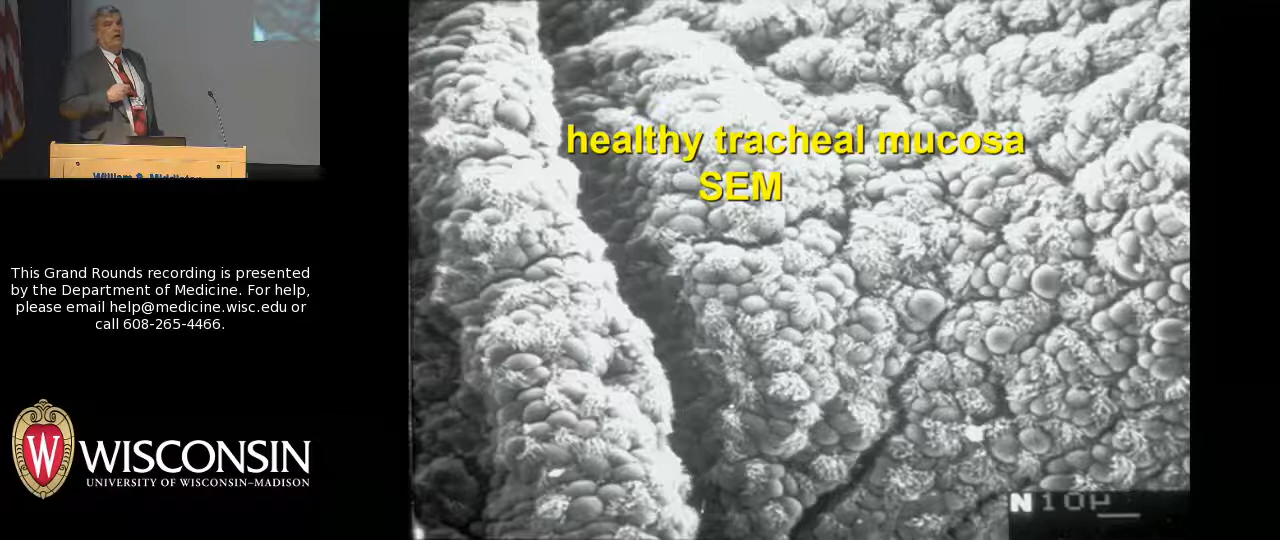 healthy tracheal mucosa
SEM
This Grand Rounds recording is presented
by the Department of Medicine. For help,
please email help@medicine.wisc.edu or
call 608-265-4466.
W WISCONSIN
UNIVERSITY OF WISCONSIN–MADISON
N 10µ